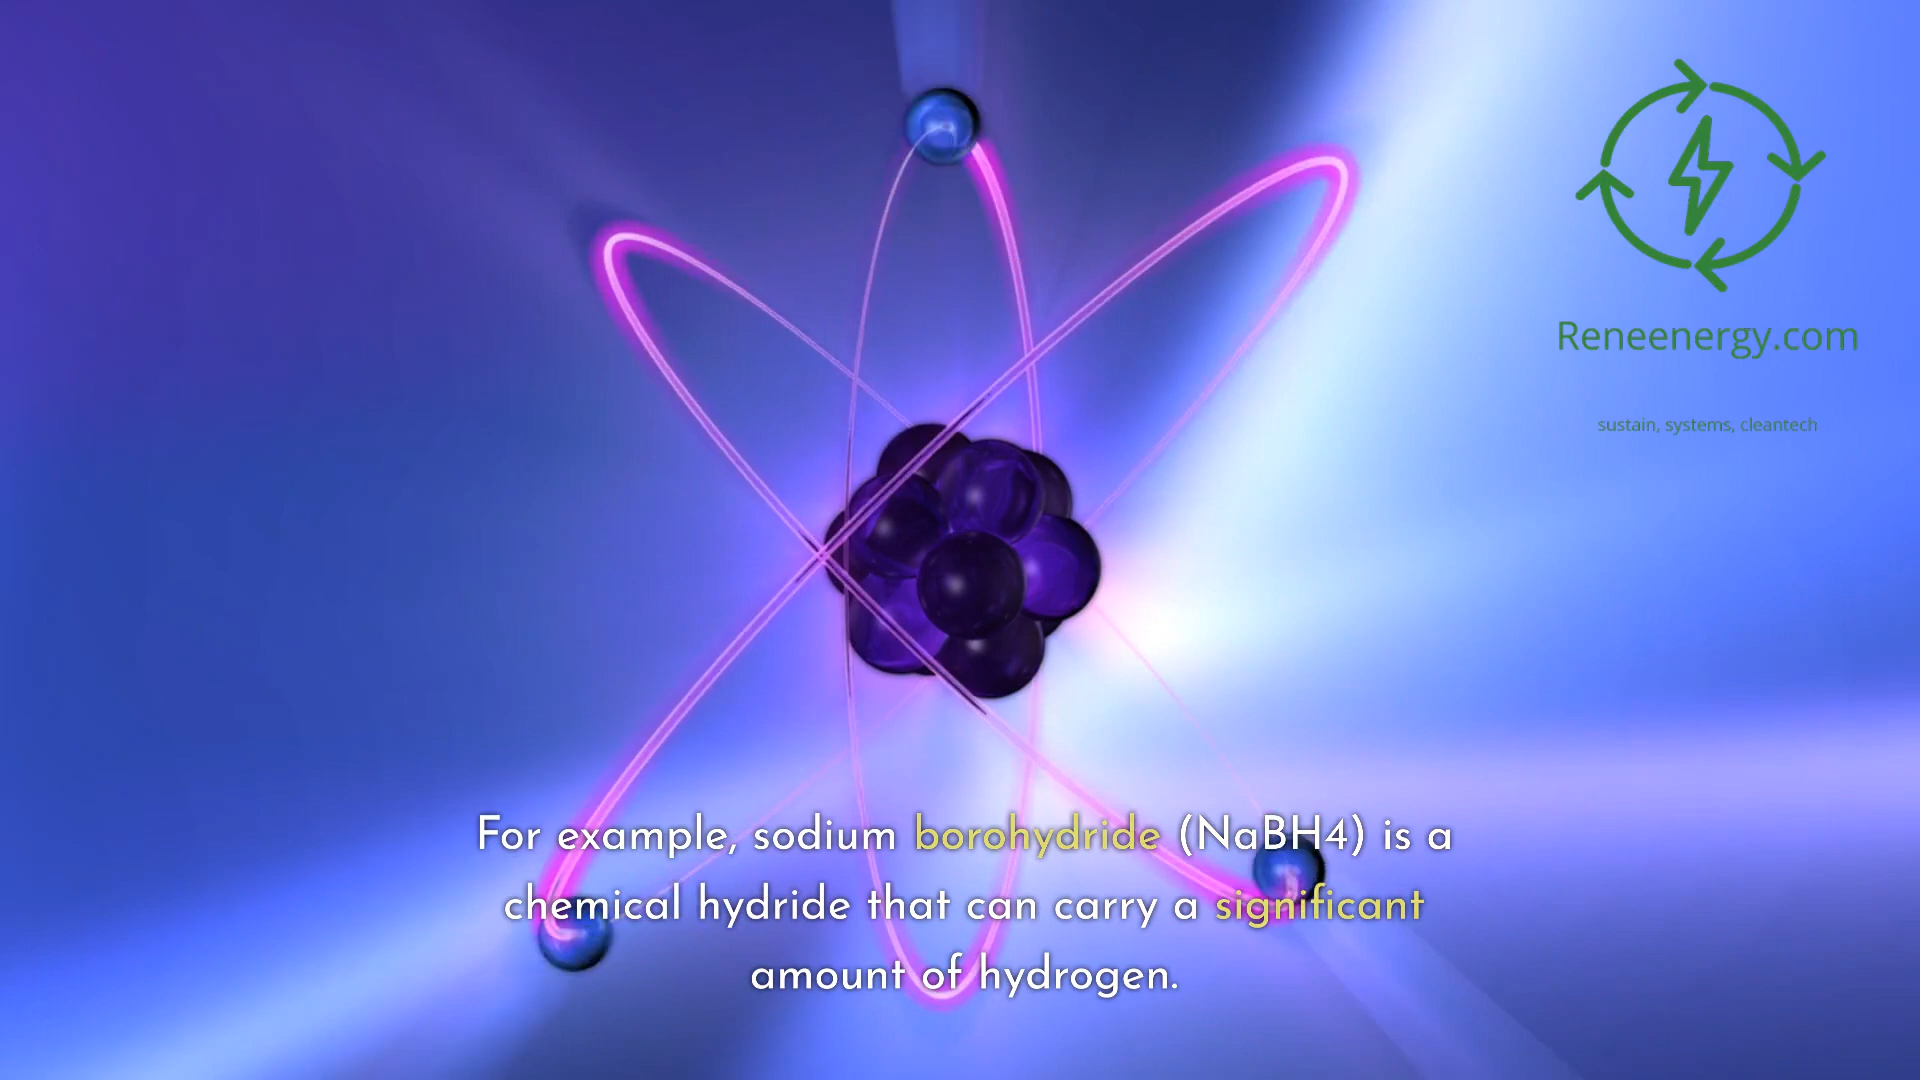 Reneenergy.com
sustain, systems, cleantech
For example, sodium borohydride (NaBH4) is a
chemical hydride that can carry a significant
amount of hydrogen.